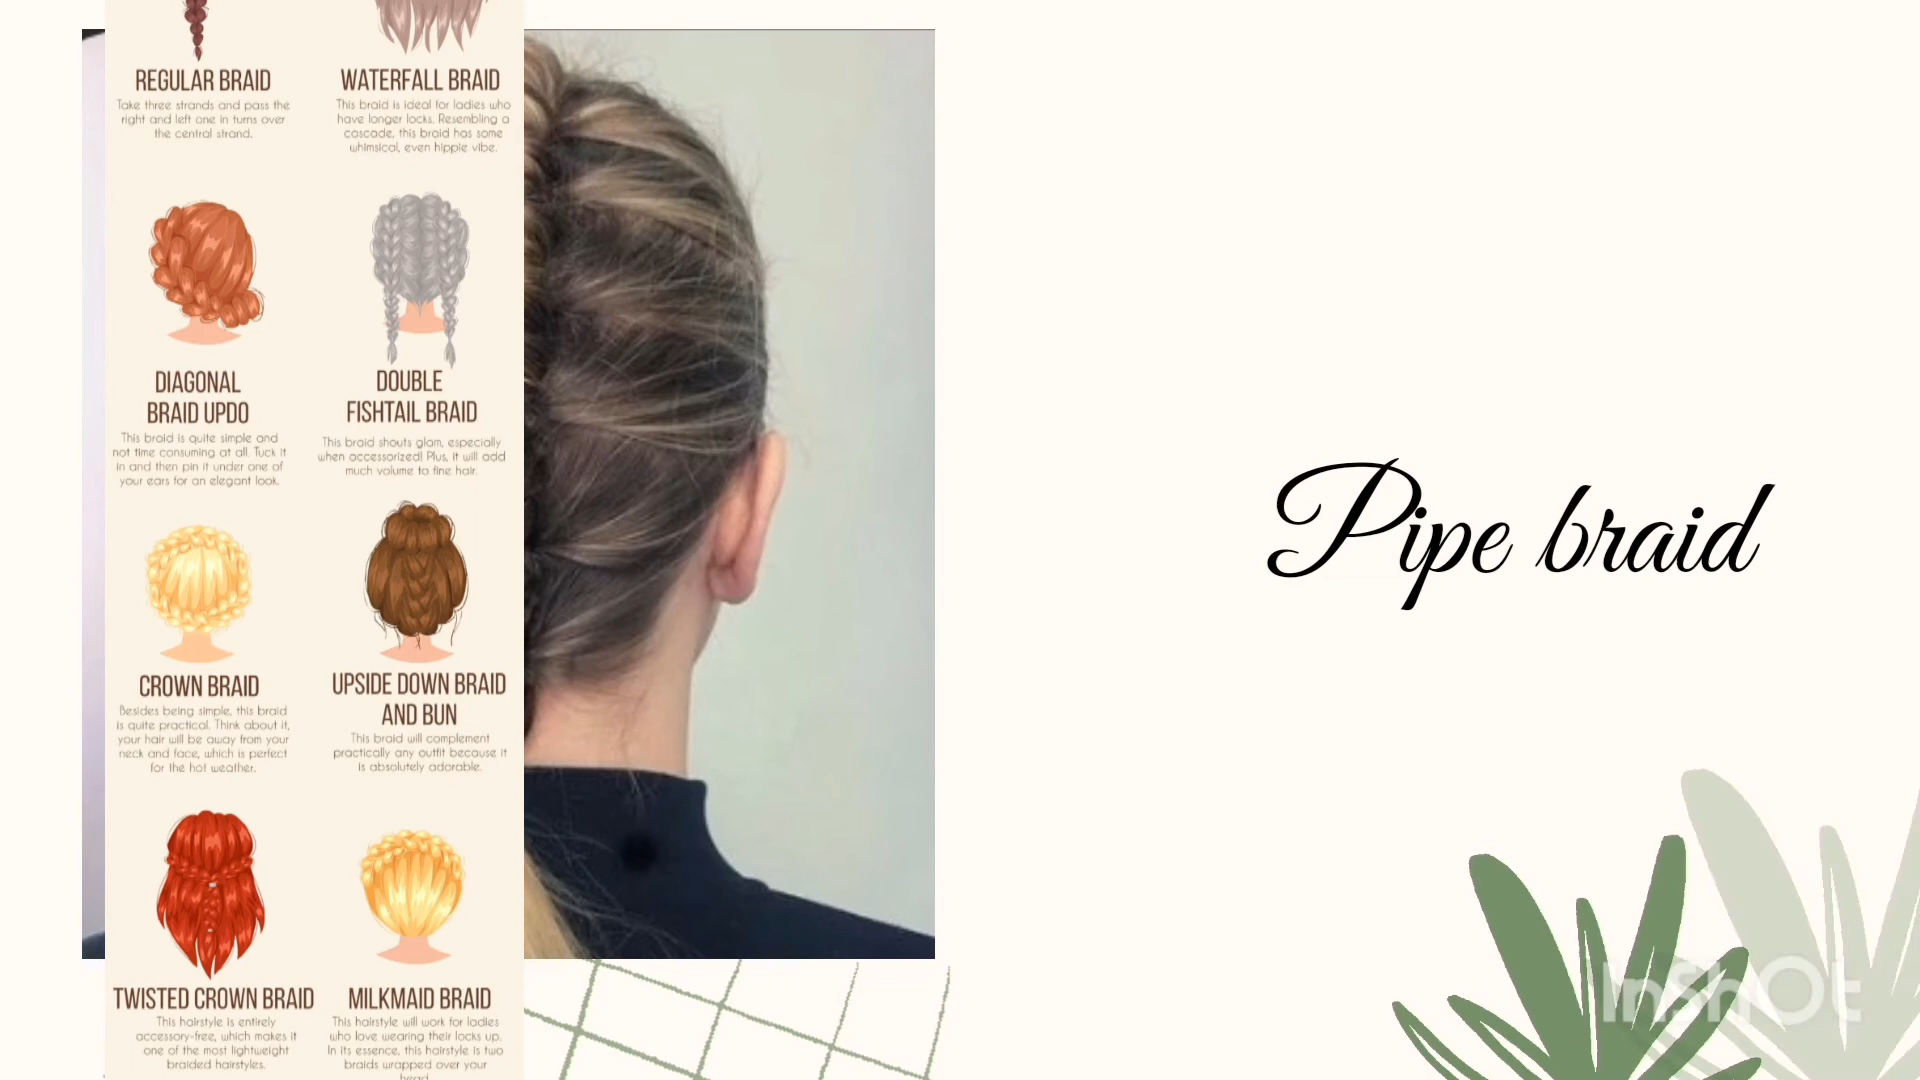 REGULAR BRAID
Take three strands and pass the
right and left one in turns over
the central strand.
WATERFALL BRAID
This braid is ideal for ladies who
have longer locks. Resembling a
cascade, this braid has some
whimsical, even hippie vibe.
DIAGONAL
BRAID UPDO
This braid is quite simple and
not time consuming at all. Tuck it
in and then pin it under one of
your ears for an elegant look.
DOUBLE
FISHTAIL BRAID
This braid shouts glam, especially
when accessorized! Plus, it will add
much volume to fine hair.
CROWN BRAID
Besides being simple, this braid
is quite practical. Think about it,
your hair will be away from your
neck and face, which is perfect
for the hot weather.
UPSIDE DOWN BRAID
AND BUN
This braid will complement
practically any outfit because it
is absolutely adorable.
TWISTED CROWN BRAID
This hairstyle is entirely
accessory-free, which makes it
one of the most lightweight
braided hairstyles.
MILKMAID BRAID
This hairstyle will work for ladies
who love wearing their locks up.
In its essence, this hairstyle is two
braids wrapped over your
head.
Pipe braid
InShOt